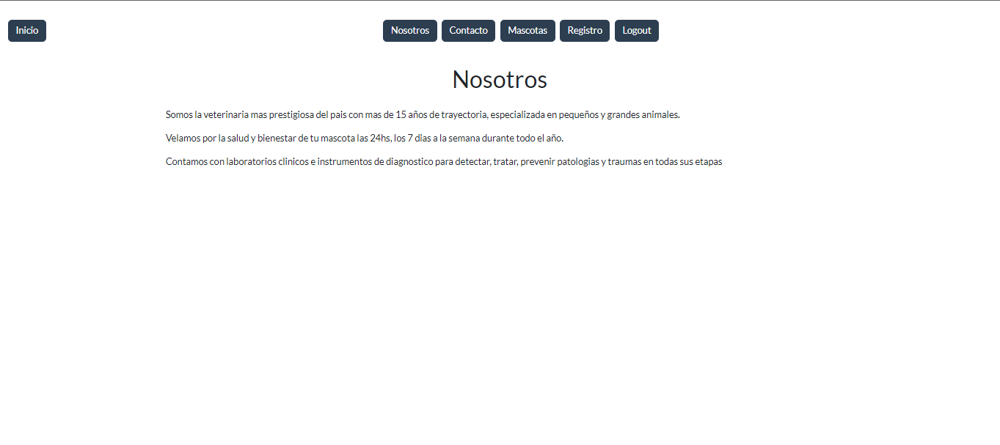 Inicio
Nosotros Contacto Mascotas Registro Logout
Nosotros
Somos la veterinaria mas prestigiosa del pais con mas de 15 años de trayectoria, especializada en pequeños y grandes animales.
Velamos por la salud y bienestar de tu mascota las 24hs, los 7 dias a la semana durante todo el año.
Contamos con laboratorios clinicos e instrumentos de diagnostico para detectar, tratar, prevenir patologias y traumas en todas sus etapas